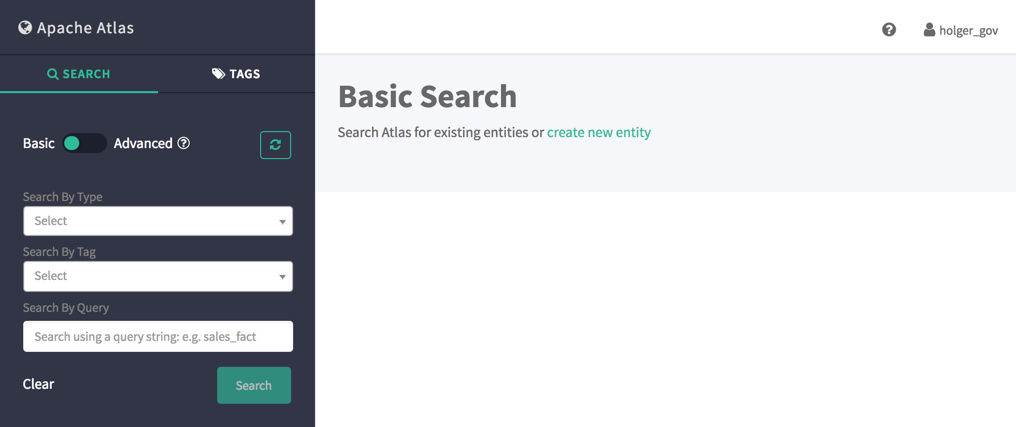 Apache Atlas
holger_gov
SEARCH
TAGS
Basic Search
Search Atlas for existing entities or create new entity
Basic
Advanced
Search By Type
Select
Search By Tag
Select
Search By Query
Search using a query string: e.g. sales_fact
Clear
Search